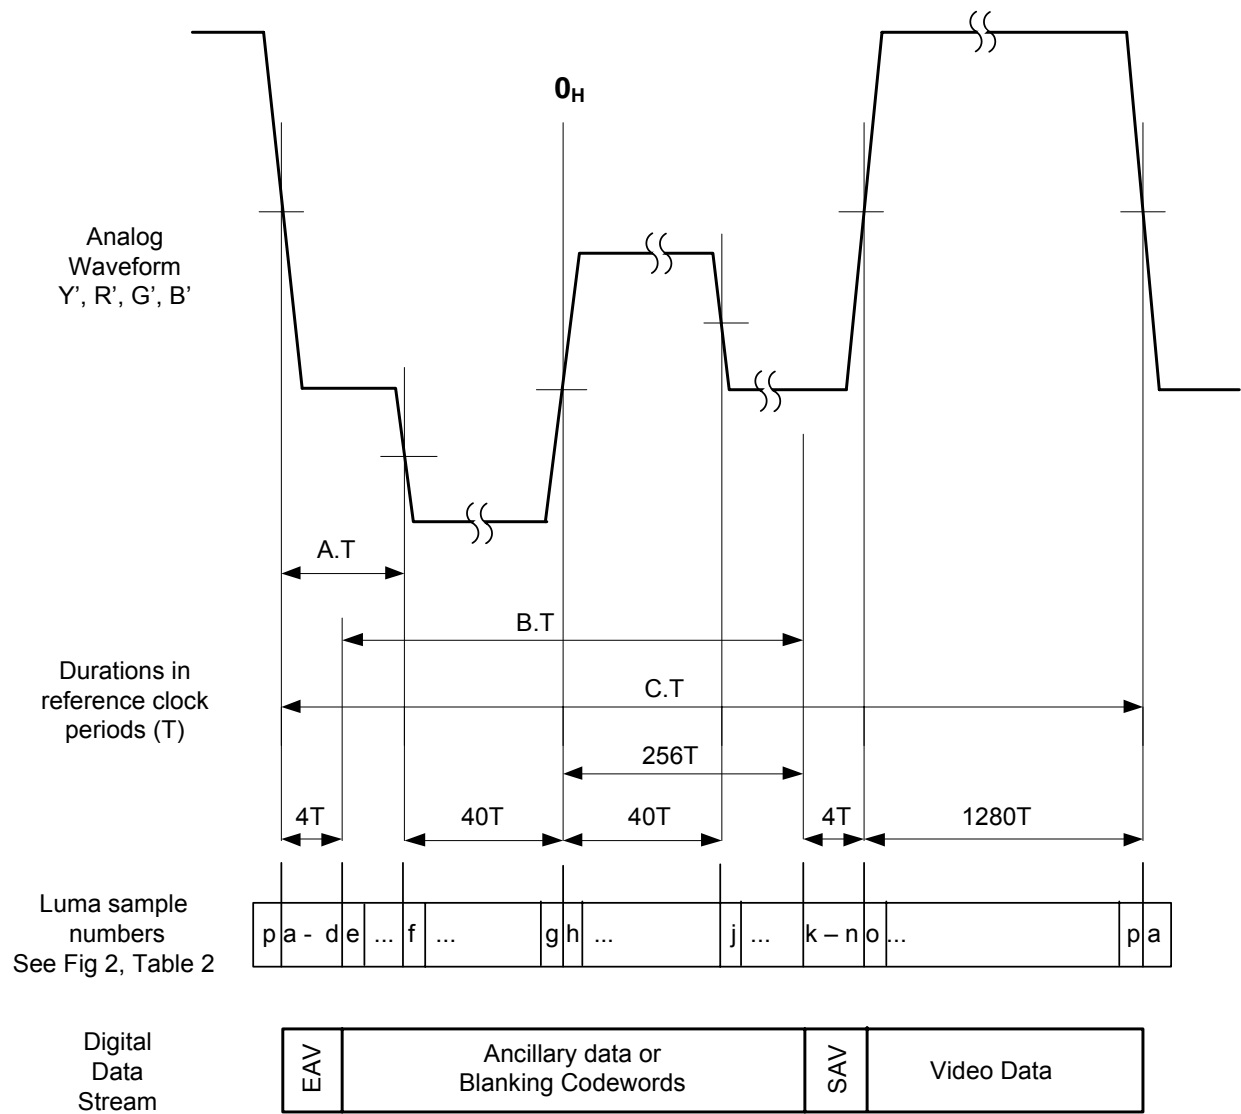 0H
Analog
Waveform
Y’, R’, G’, B’
A.T
B.T
Durations in
reference clock
periods (T)
C.T
256T
4T 40T 40T 4T 1280T
Luma sample
numbers
See Fig 2, Table 2
p a - d e ... f ... g h ... j ... k – n o ... p a
Digital
Data
Stream
EAV
Ancillary data or
Blanking Codewords
SAV
Video Data